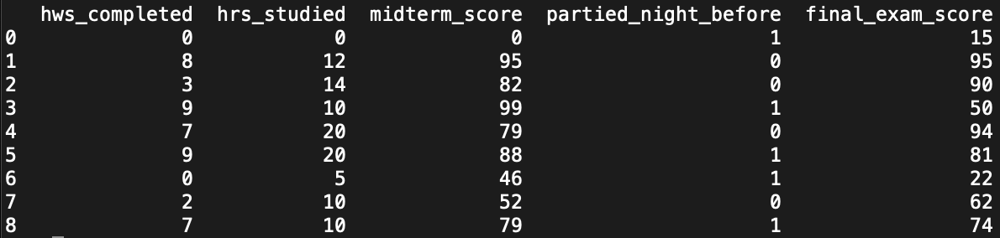 hws_completed hrs_studied midterm_score partied_night_before final_exam_score
0 0 0 0 1 15
1 8 12 95 0 95
2 3 14 82 0 90
3 9 10 99 1 50
4 7 20 79 0 94
5 9 20 88 1 81
6 0 5 46 1 22
7 2 10 52 0 62
8 7 10 79 1 74